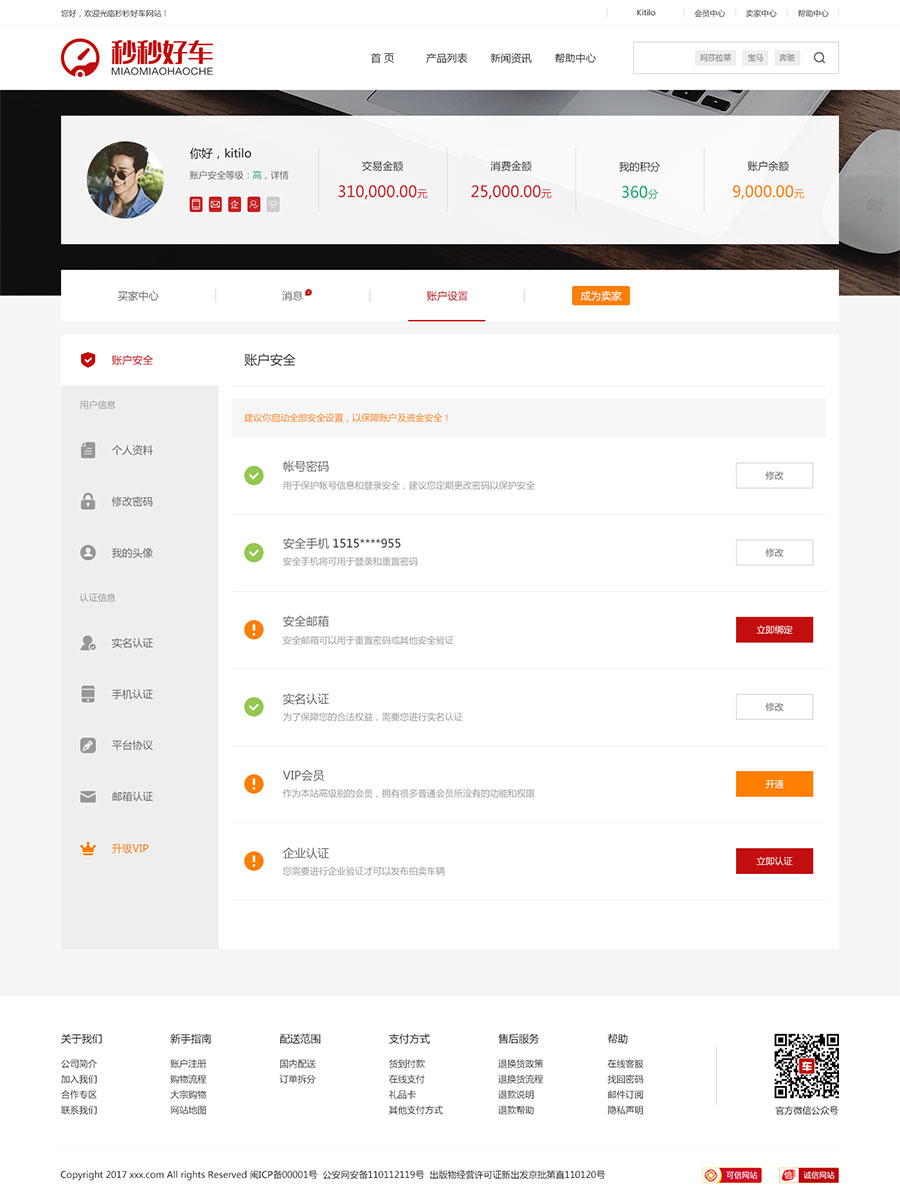 您好，欢迎光临秒秒好车网站！
Kitilo 会员中心 卖家中心 帮助中心
秒秒好车
MIAOMIAOHAOCHE
首 页 产品列表 新闻资讯 帮助中心 玛莎拉蒂 宝马 奔驰
你好，kitilo
账户安全等级：高，详情
交易金额 消费金额 我的积分 账户余额
310,000.00元 25,000.00元 360分 9,000.00元
买家中心 消息 账户设置 成为卖家
账户安全
用户信息
个人资料
修改密码
我的头像
认证信息
实名认证
手机认证
平台协议
邮箱认证
升级VIP
账户安全
建议你启动全部安全设置，以保障账户及资金安全！
帐号密码
用于保护帐号信息和登录安全，建议您定期更改密码以保护安全
修改
安全手机 1515****955
安全手机将可用于登录和重置密码
修改
安全邮箱
安全邮箱可以用于重置密码或其他安全验证
立即绑定
实名认证
为了保障您的合法权益，需要您进行实名认证
修改
VIP会员
作为本站高级别的会员，拥有很多普通会员所没有的功能和权限
开通
企业认证
您需要进行企业验证才可以发布拍卖车辆
立即认证
关于我们
公司简介
加入我们
合作专区
联系我们
新手指南
账户注册
购物流程
大宗购物
网站地图
配送范围
国内配送
订单拆分
支付方式
货到付款
在线支付
礼品卡
其他支付方式
售后服务
退换货政策
退换货流程
退款说明
退款帮助
帮助
在线客服
找回密码
邮件订阅
隐私声明
车
官方微信公众号
Copyright 2017 xxx.com All rights Reserved 闽ICP备00001号 公安网安备110112119号 出版物经营许可证新出发京批第直110120号
可信网站 诚信网站